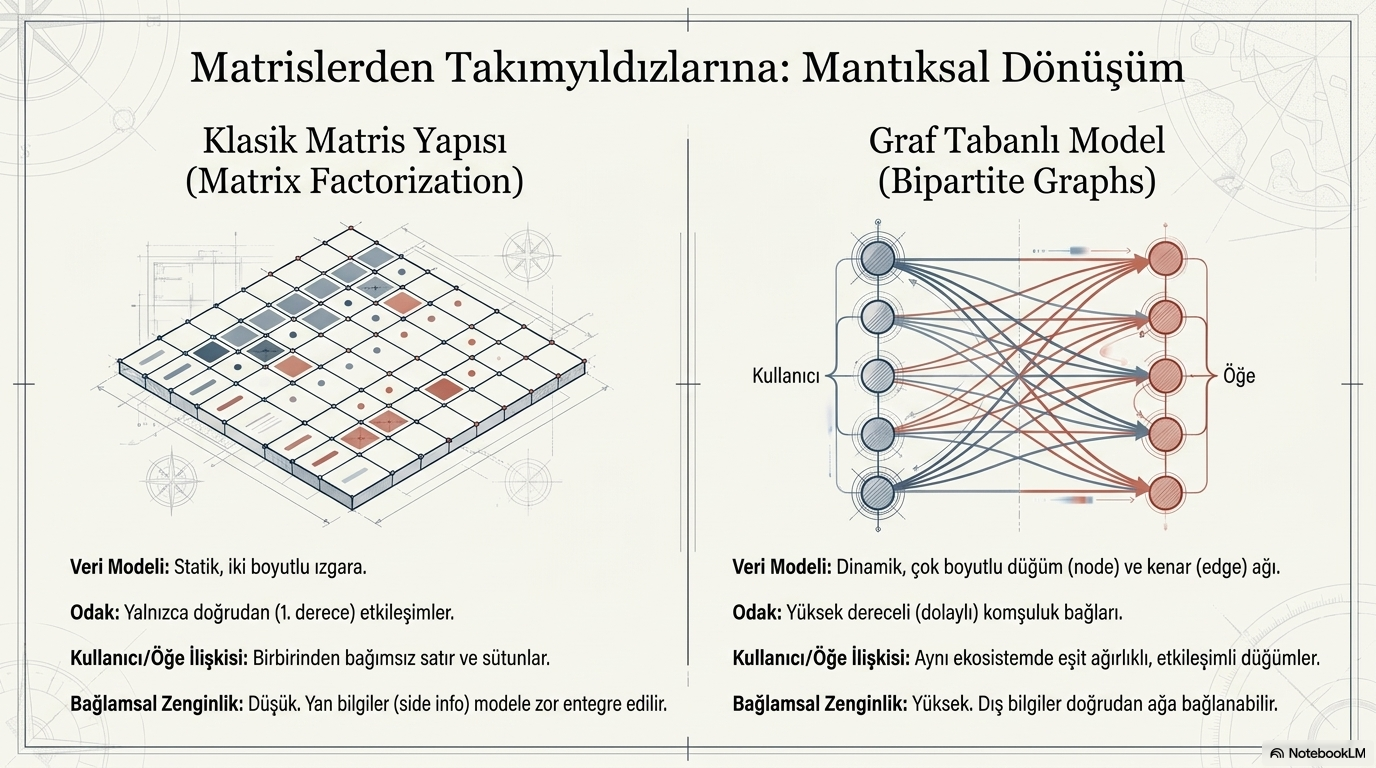 Matrislerden Takımyıldızlarına: Mantıksal Dönüşüm
Klasik Matris Yapısı
(Matrix Factorization)
Veri Modeli: Statik, iki boyutlu ızgara.
Odak: Yalnızca doğrudan (1. derece) etkileşimler.
Kullanıcı/Öğe İlişkisi: Birbirinden bağımsız satır ve sütunlar.
Bağlamsal Zenginlik: Düşük. Yan bilgiler (side info) modele zor entegre edilir.
Graf Tabanlı Model
(Bipartite Graphs)
Kullanıcı
Öğe
Veri Modeli: Dinamik, çok boyutlu düğüm (node) ve kenar (edge) ağı.
Odak: Yüksek dereceli (dolaylı) komşuluk bağları.
Kullanıcı/Öğe İlişkisi: Aynı ekosistemde eşit ağırlıklı, etkileşimli düğümler.
Bağlamsal Zenginlik: Yüksek. Dış bilgiler doğrudan ağa bağlanabilir.
NotebookLM